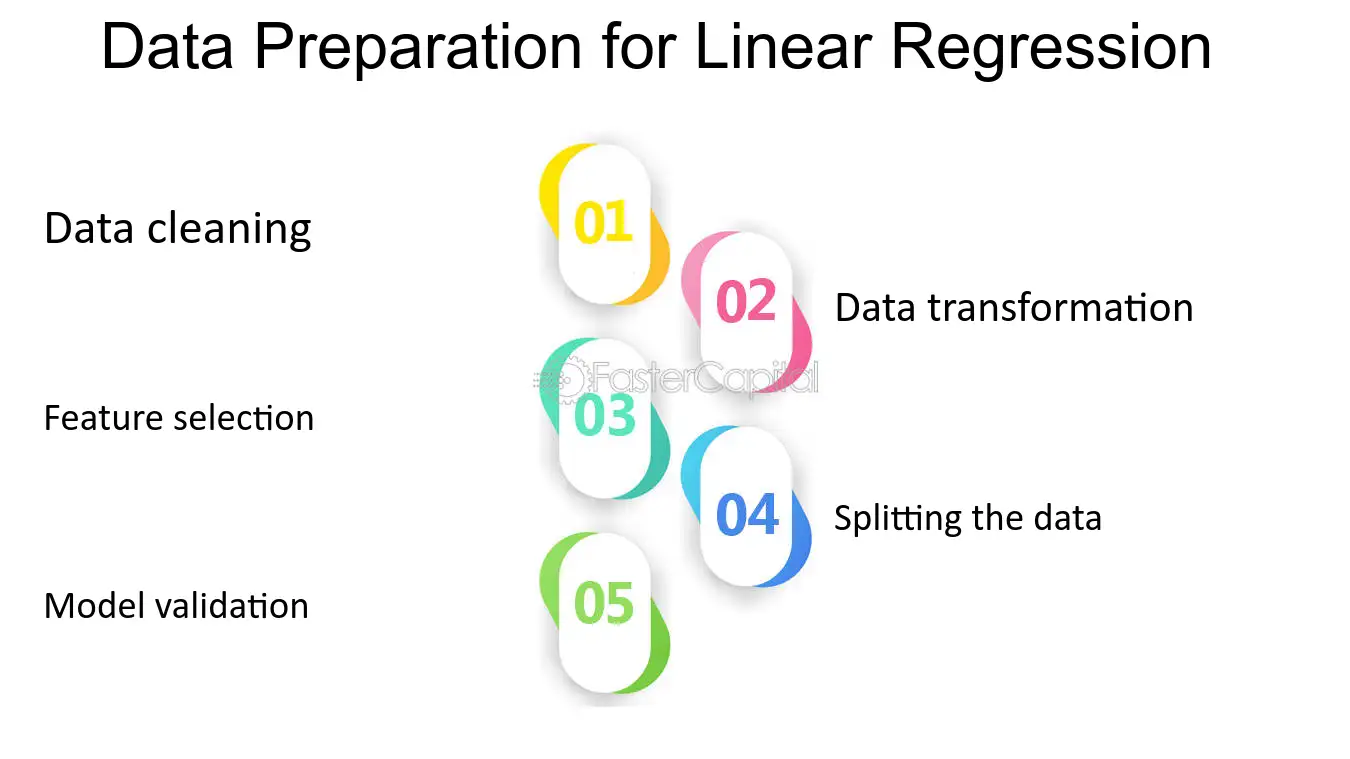 Data Preparation for Linear Regression
Data cleaning
01
02
Data transformation
FasterCapital
03
Feature selection
04
Splitting the data
05
Model validation